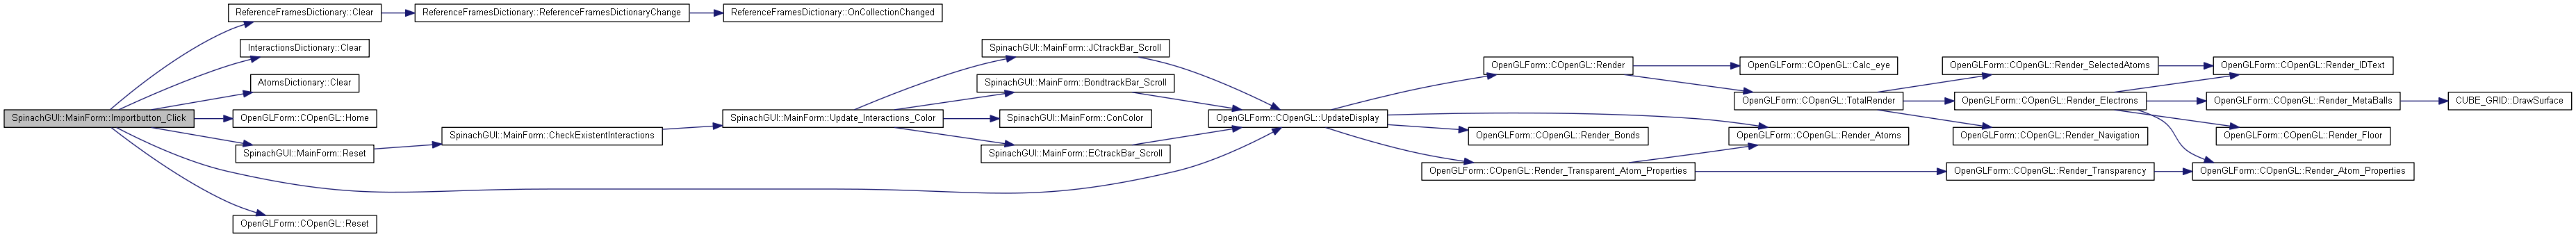 SpinachGUI::MainForm::Importbutton_Click
ReferenceFramesDictionary::Clear
InteractionsDictionary::Clear
AtomsDictionary::Clear
OpenGLForm::COpenGL::Home
SpinachGUI::MainForm::Reset
OpenGLForm::COpenGL::Reset
ReferenceFramesDictionary::ReferenceFramesDictionaryChange
SpinachGUI::MainForm::CheckExistentInteractions
ReferenceFramesDictionary::OnCollectionChanged
SpinachGUI::MainForm::Update_Interactions_Color
SpinachGUI::MainForm::JCtrackBar_Scroll
SpinachGUI::MainForm::BondtrackBar_Scroll
SpinachGUI::MainForm::ConColor
SpinachGUI::MainForm::ECtrackBar_Scroll
OpenGLForm::COpenGL::UpdateDisplay
OpenGLForm::COpenGL::Render
OpenGLForm::COpenGL::Render_Bonds
OpenGLForm::COpenGL::Render_Transparent_Atom_Properties
OpenGLForm::COpenGL::Calc_eye
OpenGLForm::COpenGL::TotalRender
OpenGLForm::COpenGL::Render_Atoms
OpenGLForm::COpenGL::Render_SelectedAtoms
OpenGLForm::COpenGL::Render_Electrons
OpenGLForm::COpenGL::Render_Navigation
OpenGLForm::COpenGL::Render_Transparency
OpenGLForm::COpenGL::Render_IDText
OpenGLForm::COpenGL::Render_MetaBalls
OpenGLForm::COpenGL::Render_Floor
OpenGLForm::COpenGL::Render_Atom_Properties
CUBE_GRID::DrawSurface